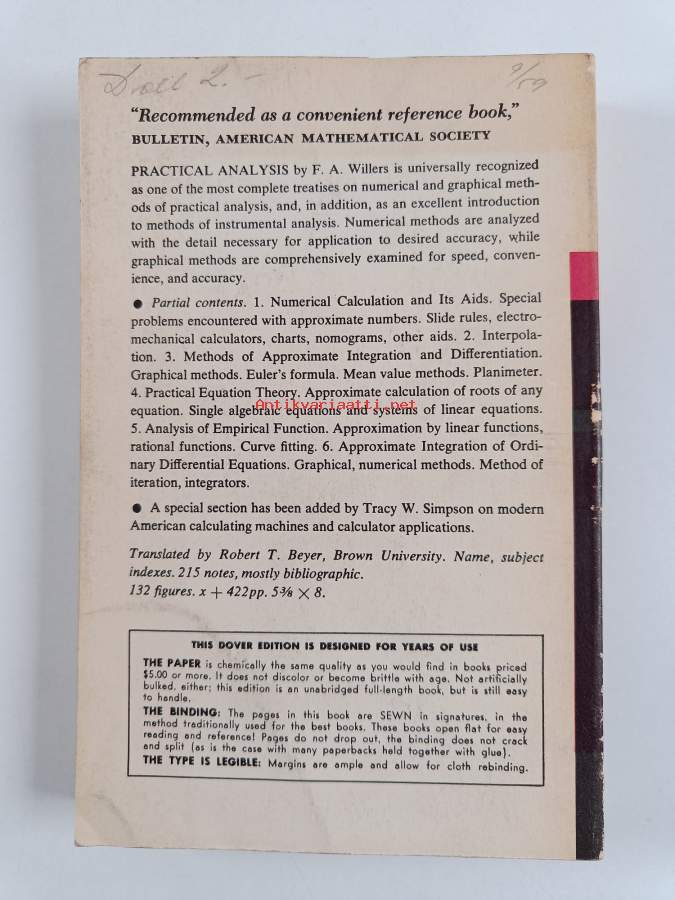 Doll 2.-
9/59
"Recommended as a convenient reference book,"
BULLETIN, AMERICAN MATHEMATICAL SOCIETY
PRACTICAL ANALYSIS by F. A. Willers is universally recognized
as one of the most complete treatises on numerical and graphical meth-
ods of practical analysis, and, in addition, as an excellent introduction
to methods of instrumental analysis. Numerical methods are analyzed
with the detail necessary for application to desired accuracy, while
graphical methods are comprehensively examined for speed, conven-
ience, and accuracy.
● Partial contents. 1. Numerical Calculation and Its Aids. Special
problems encountered with approximate numbers. Slide rules, electro-
mechanical calculators, charts, nomograms, other aids. 2. Interpola-
tion. 3. Methods of Approximate Integration and Differentiation.
Graphical methods. Euler's formula. Mean value methods. Planimeter.
4. Practical Equation Theory. Approximate calculation of roots of any
equation. Single algebraic equations and systems of linear equations.
Antikvariaatti.net
5. Analysis of Empirical Function. Approximation by linear functions,
rational functions. Curve fitting. 6. Approximate Integration of Ordi-
nary Differential Equations. Graphical, numerical methods. Method of
iteration, integrators.
● A special section has been added by Tracy W. Simpson on modern
American calculating machines and calculator applications.
Translated by Robert T. Beyer, Brown University. Name, subject
indexes. 215 notes, mostly bibliographic.
132 figures. x + 422pp. 5⅜ × 8.
THIS DOVER EDITION IS DESIGNED FOR YEARS OF USE
THE PAPER is chemically the same quality as you would find in books priced
$5.00 or more. It does not discolor or become brittle with age. Not artificially
bulked, either; this edition is an unabridged full-length book, but is still easy
to handle.
THE BINDING: The pages in this book are SEWN in signatures, in the
method traditionally used for the best books. These books open flat for easy
reading and reference! Pages do not drop out, the binding does not crack
and split (as is the case with many paperbacks held together with glue).
THE TYPE IS LEGIBLE: Margins are ample and allow for cloth rebinding.